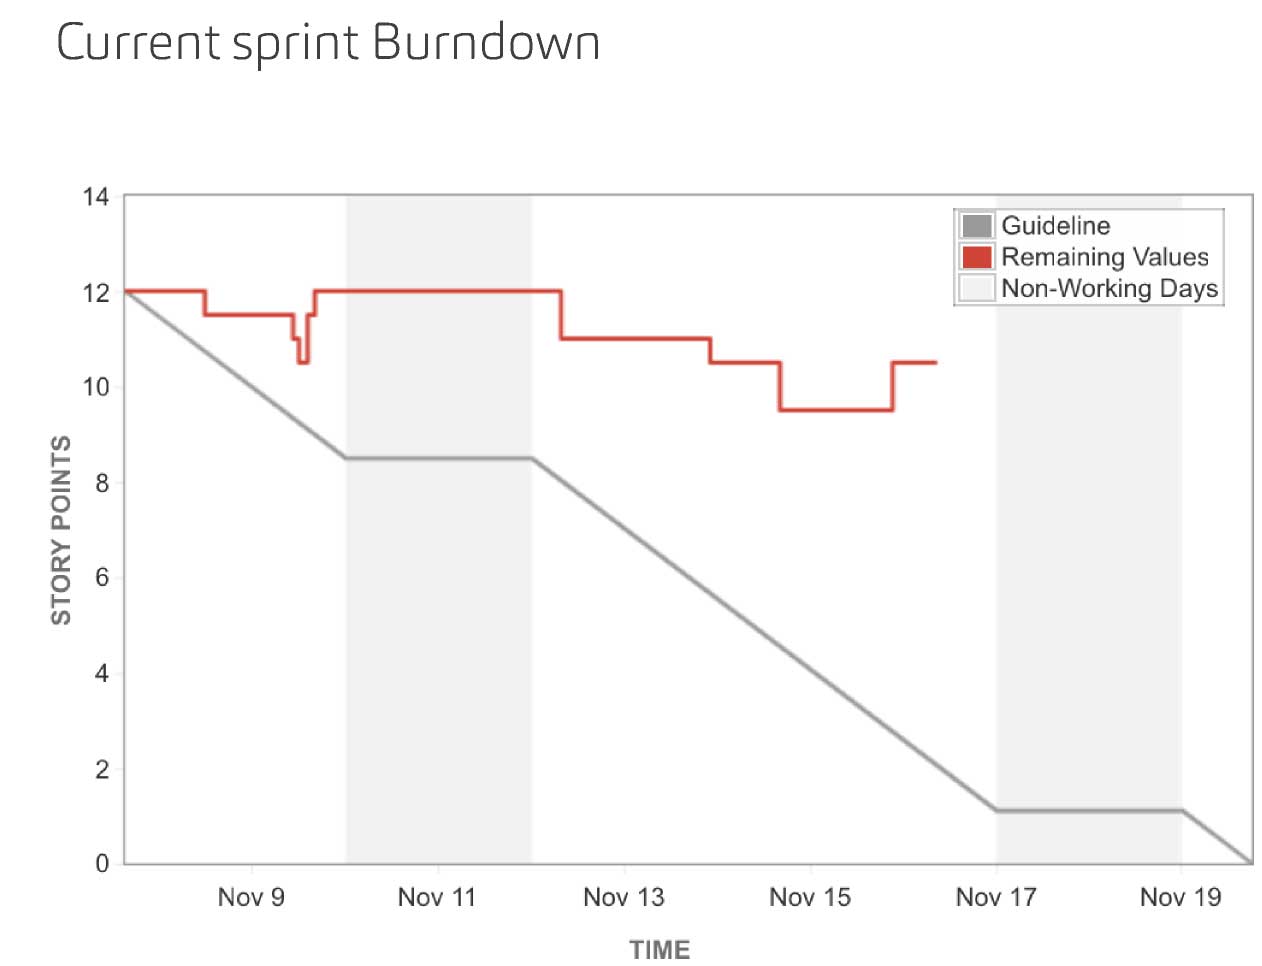 Current sprint Burndown
14
Guideline
Remaining Values
Non-Working Days
12
10
8
6
4
2
0
STORY POINTS
Nov 9
Nov 11
Nov 13
Nov 15
Nov 17
Nov 19
TIME